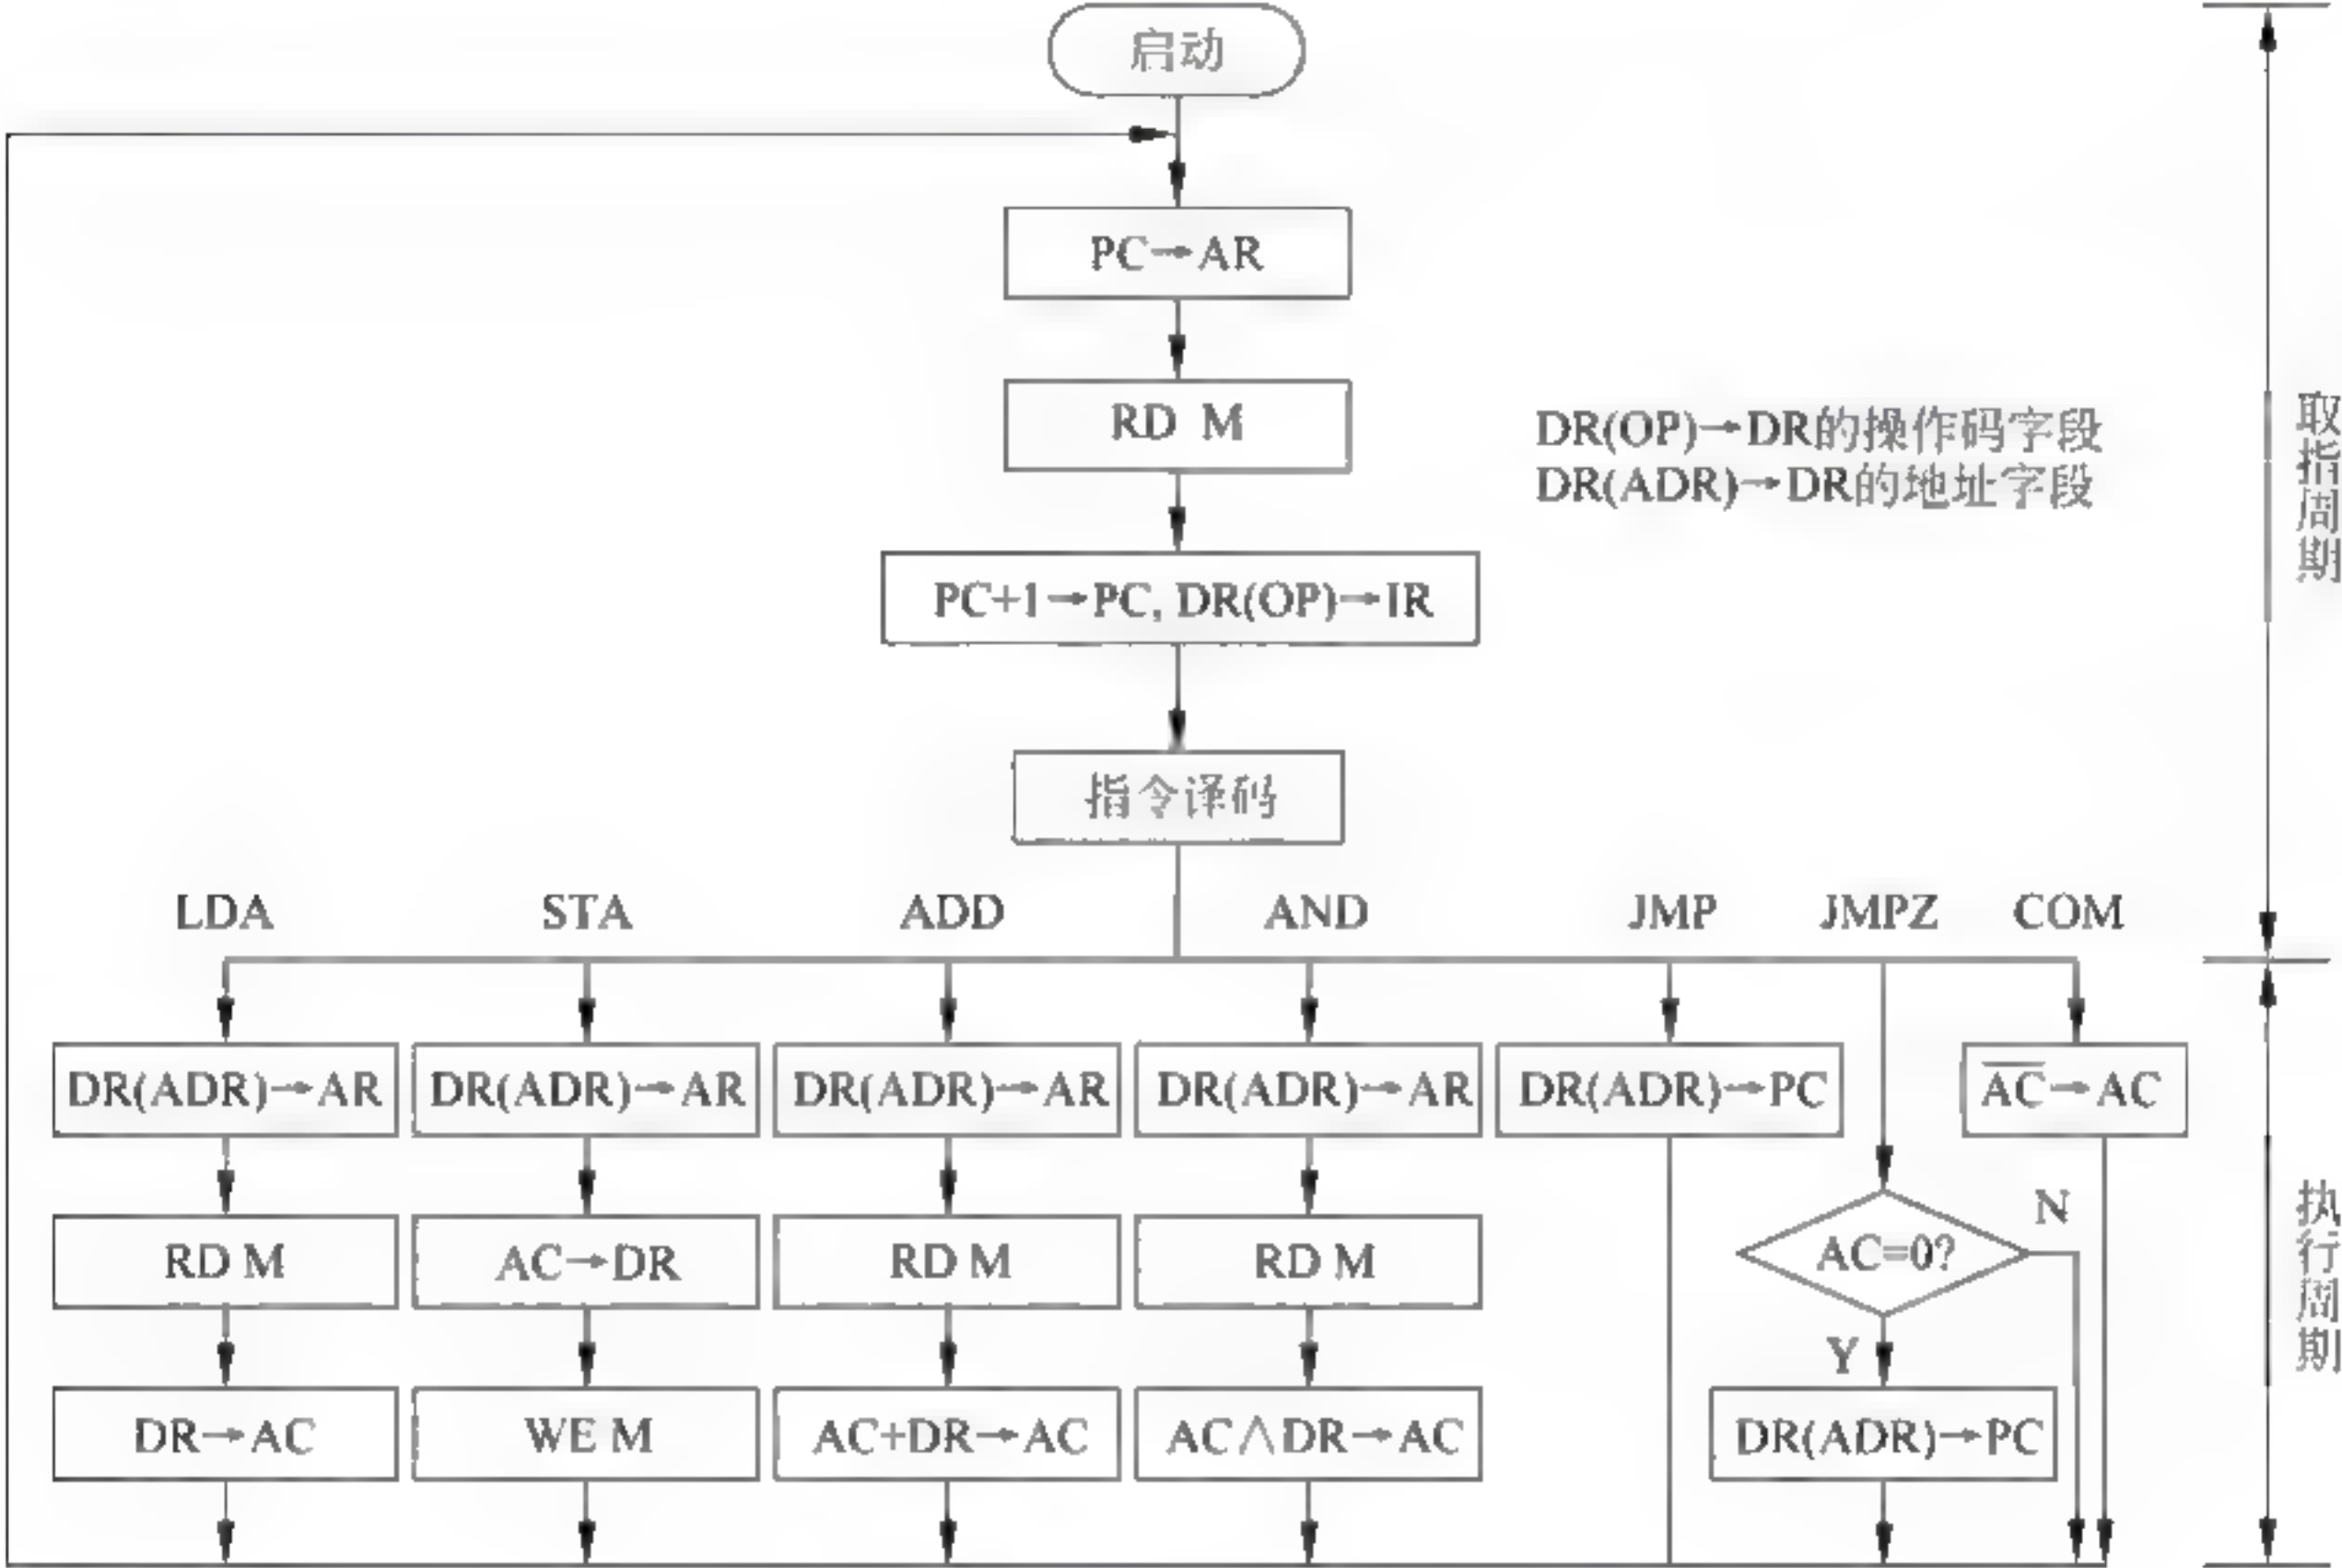 启动
PC→AR
RD M
DR(OP)→DR的操作码字段
DR(ADR)→DR的地址字段
取指周期
PC+1→PC, DR(OP)→IR
指令译码
LDA STA ADD AND JMP JMPZ COM
DR(ADR)→AR DR(ADR)→AR DR(ADR)→AR DR(ADR)→AR DR(ADR)→PC A̅C̅→AC
N
RD M AC→DR RD M RD M AC=0?
执行周期
Y
DR→AC WE M AC+DR→AC AC∧DR→AC DR(ADR)→PC